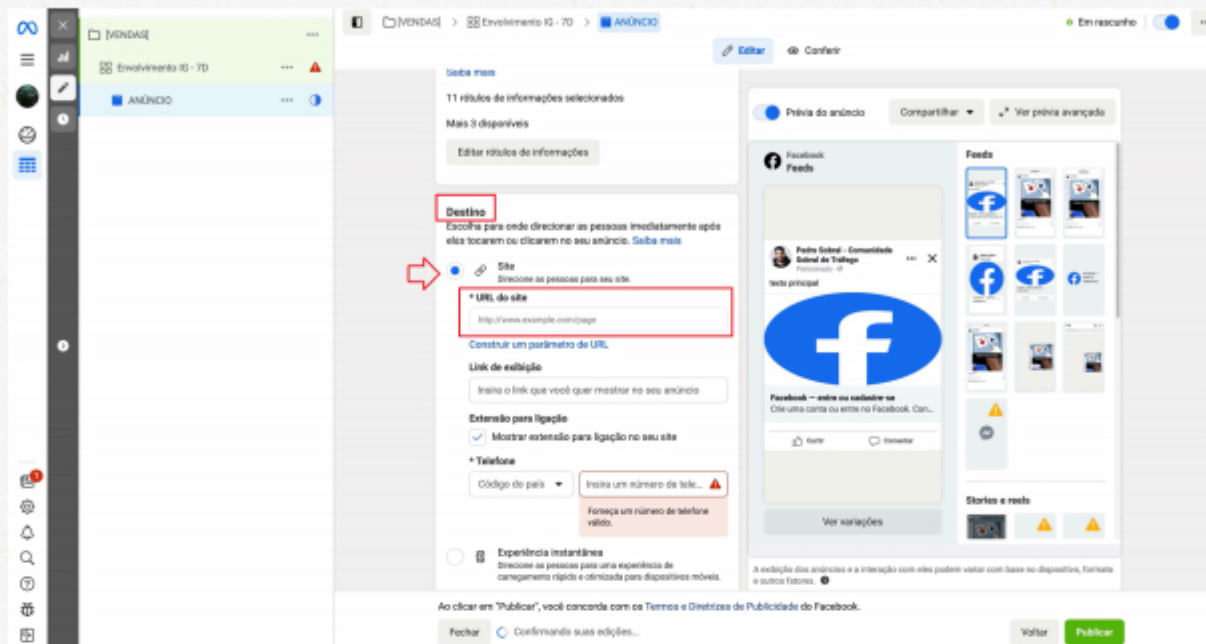 [VENDAS]
Envolvimento IG - 7D
ANÚNCIO
[VENDAS] > Envolvimento IG - 7D > ANÚNCIO
Em rascunho
Editar
Conferir
Saiba mais
11 rótulos de informações selecionados
Mais 3 disponíveis
Editar rótulos de informações
Destino
Escolha para onde direcionar as pessoas imediatamente após
elas tocarem ou clicarem no seu anúncio. Saiba mais
Site
Direcione as pessoas para seu site.
* URL do site
http://www.example.com/page
Construir um parâmetro de URL
Link de exibição
Insira o link que você quer mostrar no seu anúncio
Extensão para ligação
Mostrar extensão para ligação no seu site
* Telefone
Código do país
Insira um número de tele...
Forneça um número de telefone
válido.
Experiência instantânea
Direcione as pessoas para uma experiência de
carregamento rápido e otimizada para dispositivos móveis.
Prévia do anúncio
Compartilhar
Ver prévia avançada
Facebook
Feeds
Pedro Sobral - Comunidade
Sobral de Tráfego
Patrocinado
texto principal
Facebook — entre ou cadastre-se
Crie uma conta ou entre no Facebook. Con...
Curtir
Comentar
Ver variações
Feeds
Stories e reels
A exibição dos anúncios e a interação com eles podem variar com base no dispositivo, formato
e outros fatores.
Ao clicar em "Publicar", você concorda com os Termos e Diretrizes de Publicidade do Facebook.
Fechar
Confirmando suas edições...
Voltar
Publicar